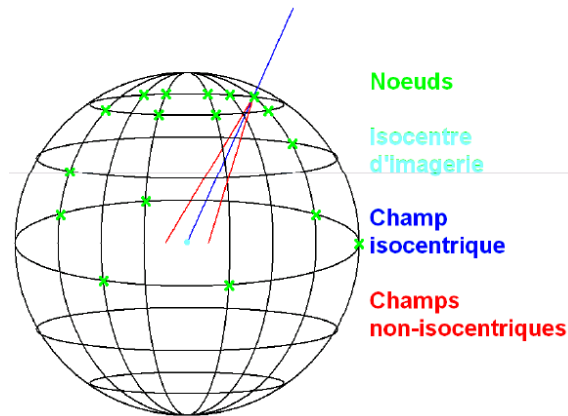 Noeuds
Isocentre
d'imagerie
Champ
isocentrique
Champs
non-isocentriques